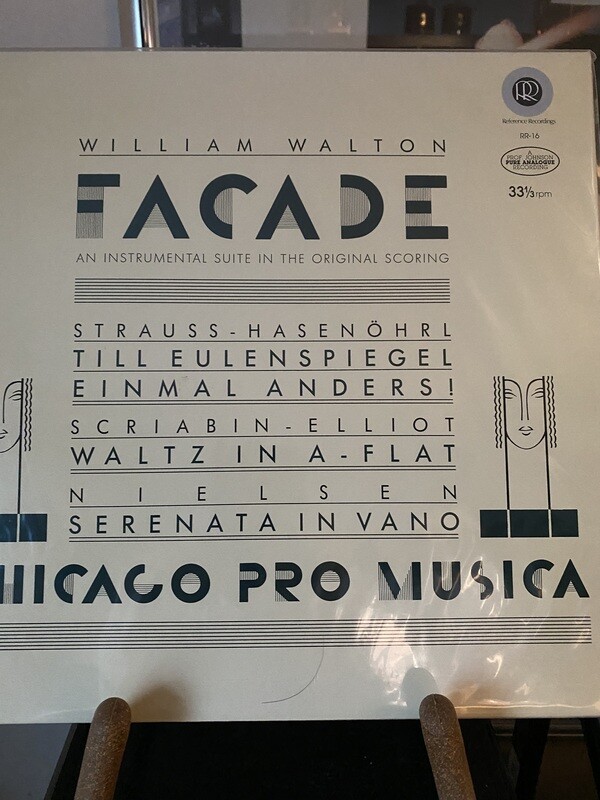 Reference Recordings
RR-16
A
PROF. JOHNSON
PURE ANALOGUE
RECORDING
33⅓ rpm
WILLIAM WALTON
FACADE
AN INSTRUMENTAL SUITE IN THE ORIGINAL SCORING
STRAUSS-HASENÖHRL
TILL EULENSPIEGEL
EINMAL ANDERS!
SCRIABIN-ELLIOT
WALTZ IN A-FLAT
NIELSEN
SERENATA IN VANO
HICAGO PRO MUSICA